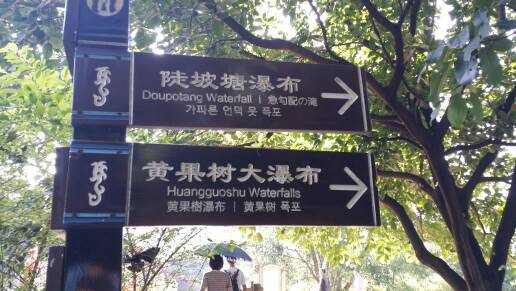 陡坡塘瀑布
Doupotang Waterfall | 急勾配の滝
가파른 언덕 못 폭포
黄果树大瀑布
Huangguoshu Waterfalls
黄果樹瀑布 | 黄果树 폭포